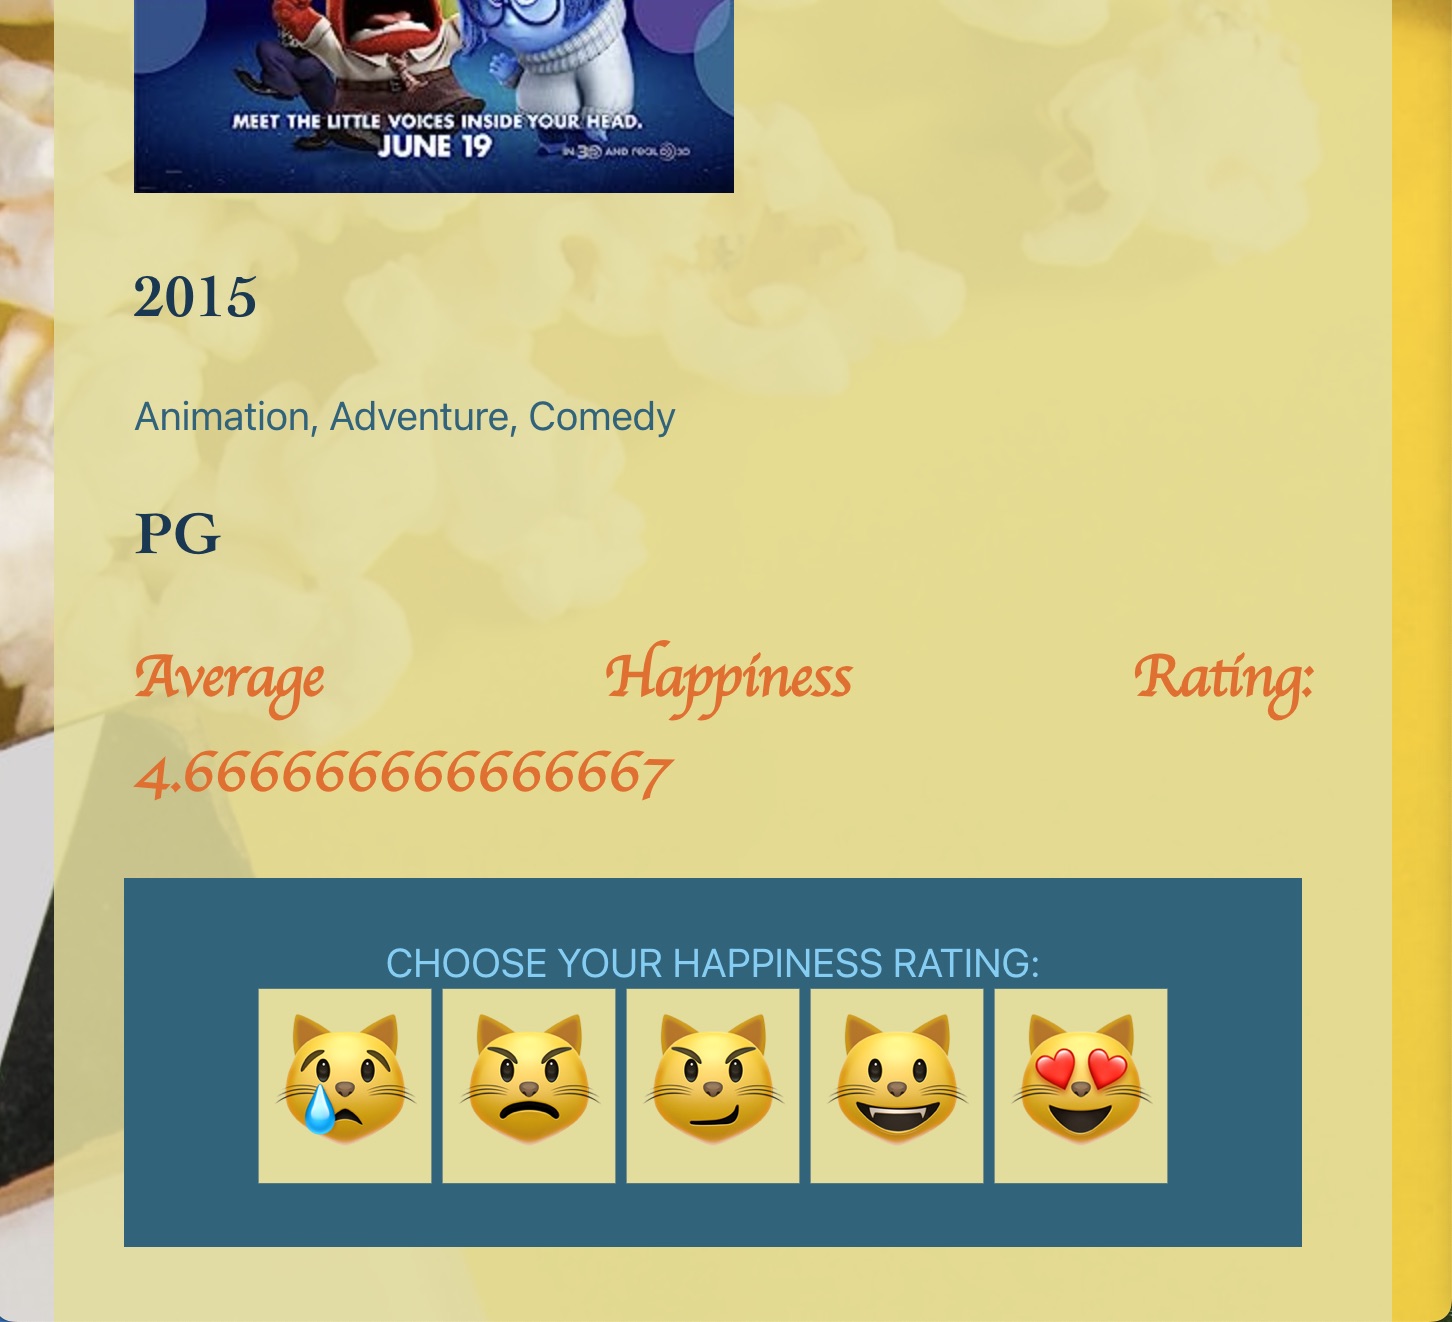 MEET THE LITTLE VOICES INSIDE YOUR HEAD.
JUNE 19
IN 3D AND REAL D 3D
2015
Animation, Adventure, Comedy
PG
Average Happiness Rating:
4.666666666666667
CHOOSE YOUR HAPPINESS RATING: